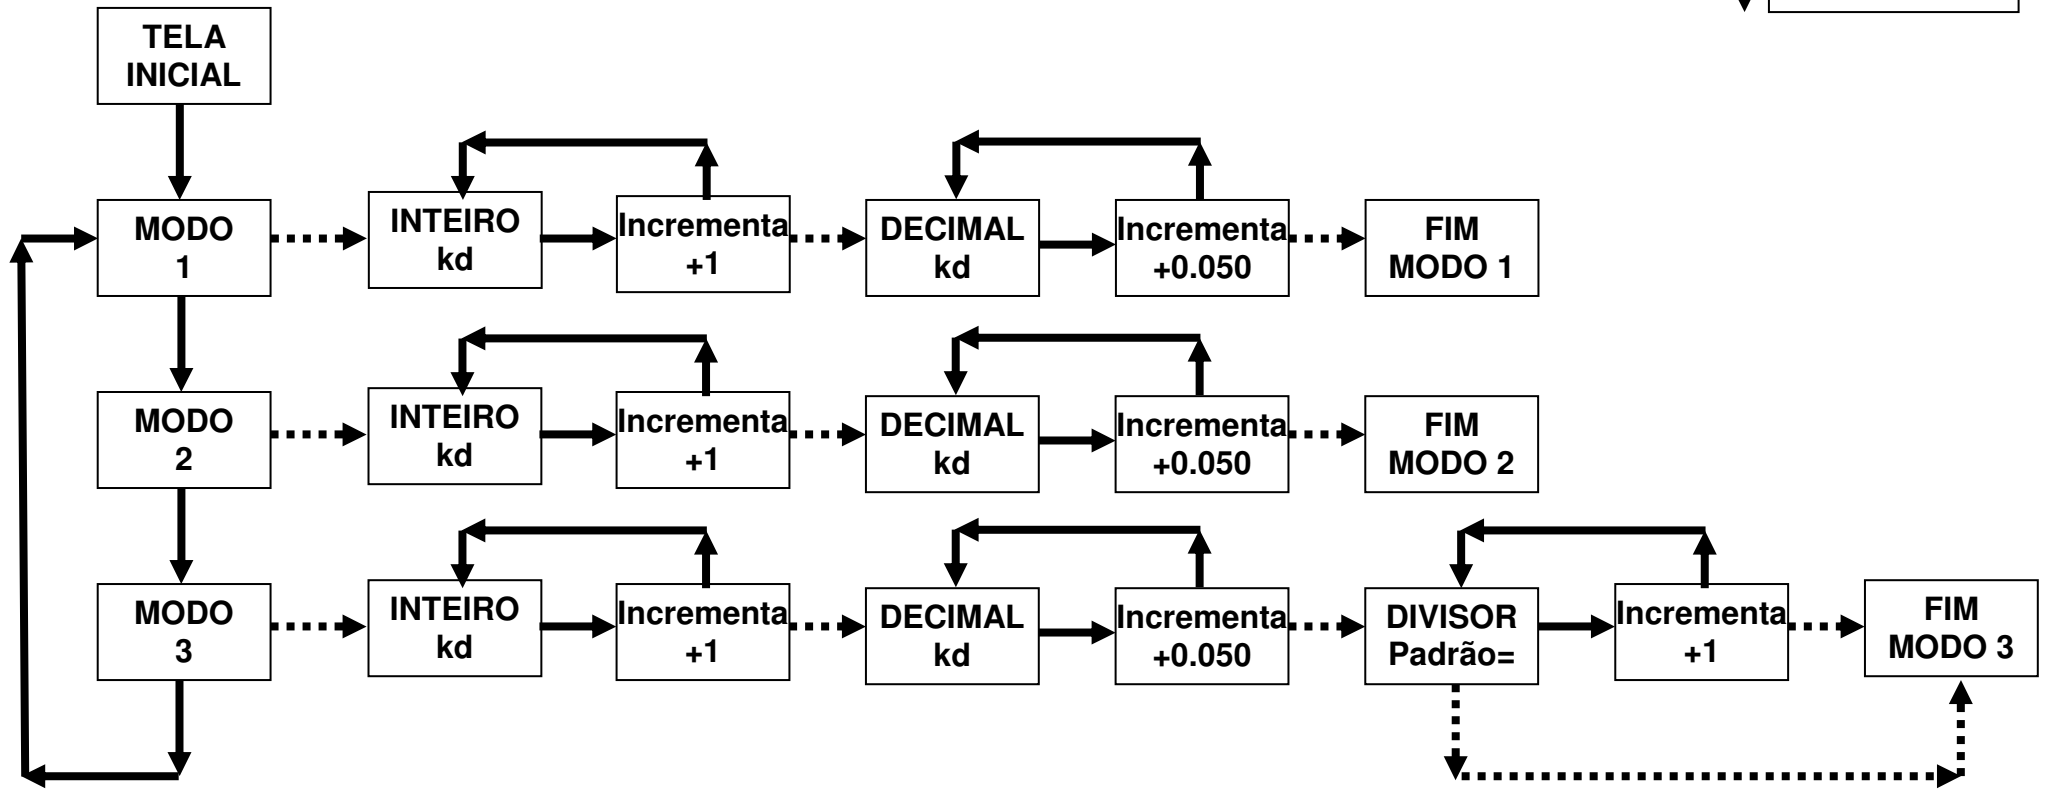 TELA
INICIAL
MODO
1
INTEIRO
kd
Incrementa
+1
DECIMAL
kd
Incrementa
+0.050
FIM
MODO 1
MODO
2
INTEIRO
kd
Incrementa
+1
DECIMAL
kd
Incrementa
+0.050
FIM
MODO 2
MODO
3
INTEIRO
kd
Incrementa
+1
DECIMAL
kd
Incrementa
+0.050
DIVISOR
Padrão=
Incrementa
+1
FIM
MODO 3